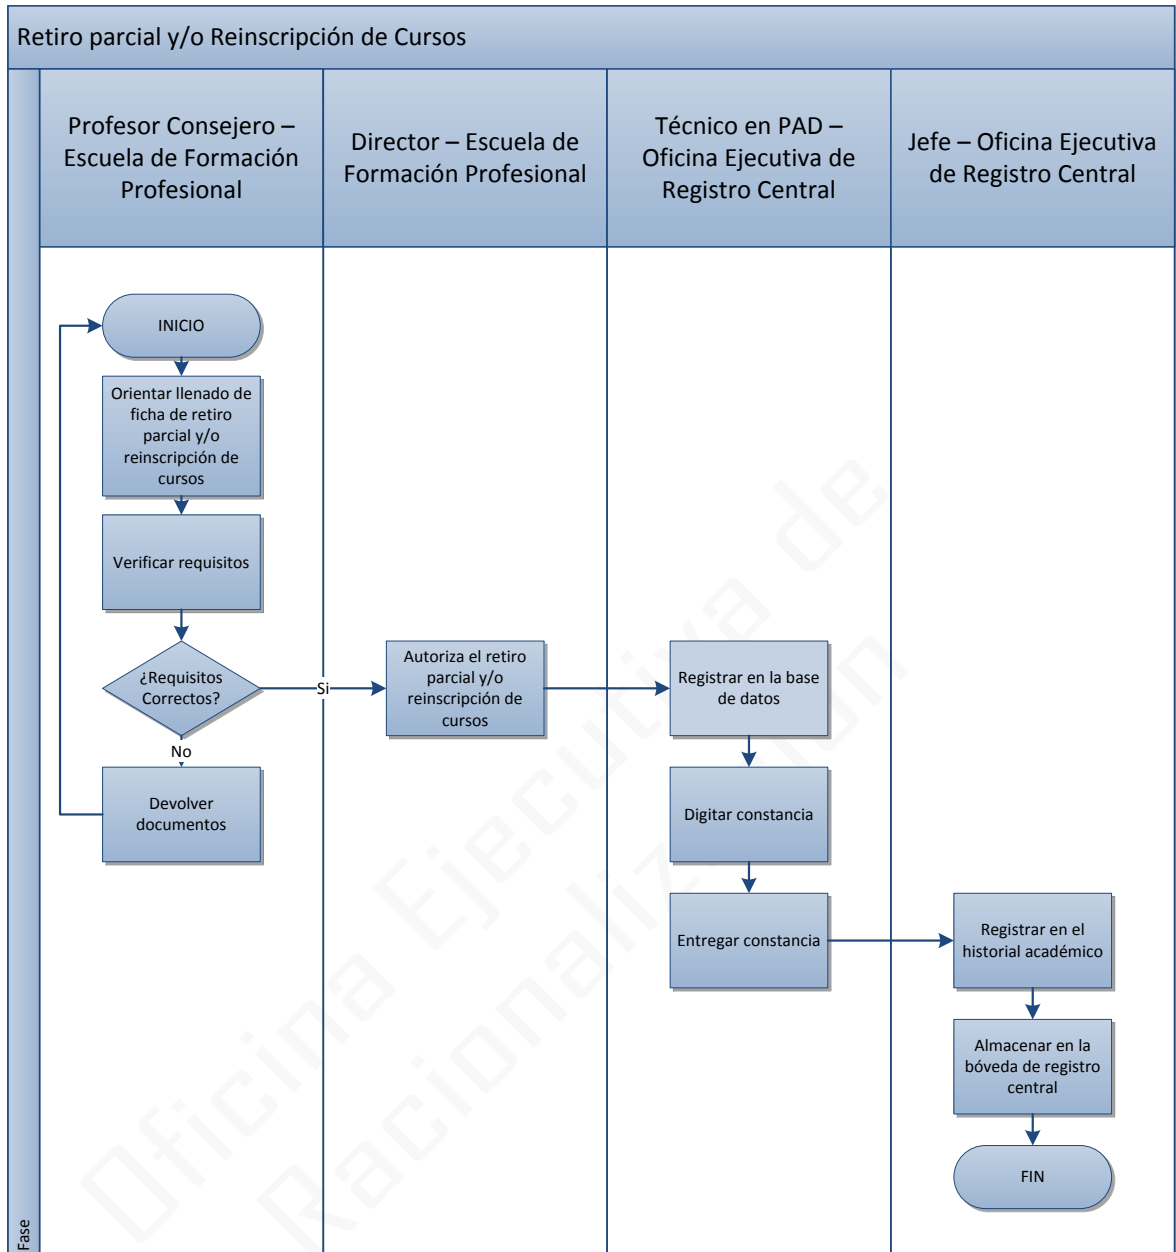 Retiro parcial y/o Reinscripción de Cursos
Profesor Consejero –
Escuela de Formación
Profesional
Director – Escuela de
Formación Profesional
Técnico en PAD –
Oficina Ejecutiva de
Registro Central
Jefe – Oficina Ejecutiva
de Registro Central
INICIO
Orientar llenado de
ficha de retiro
parcial y/o
reinscripción de
cursos
Verificar requisitos
¿Requisitos
Correctos?
Si
No
Devolver
documentos
Autoriza el retiro
parcial y/o
reinscripción de
cursos
Registrar en la base
de datos
Digitar constancia
Entregar constancia
Registrar en el
historial académico
Almacenar en la
bóveda de registro
central
FIN
Fase
Oficina Ejecutiva de
Racionalización